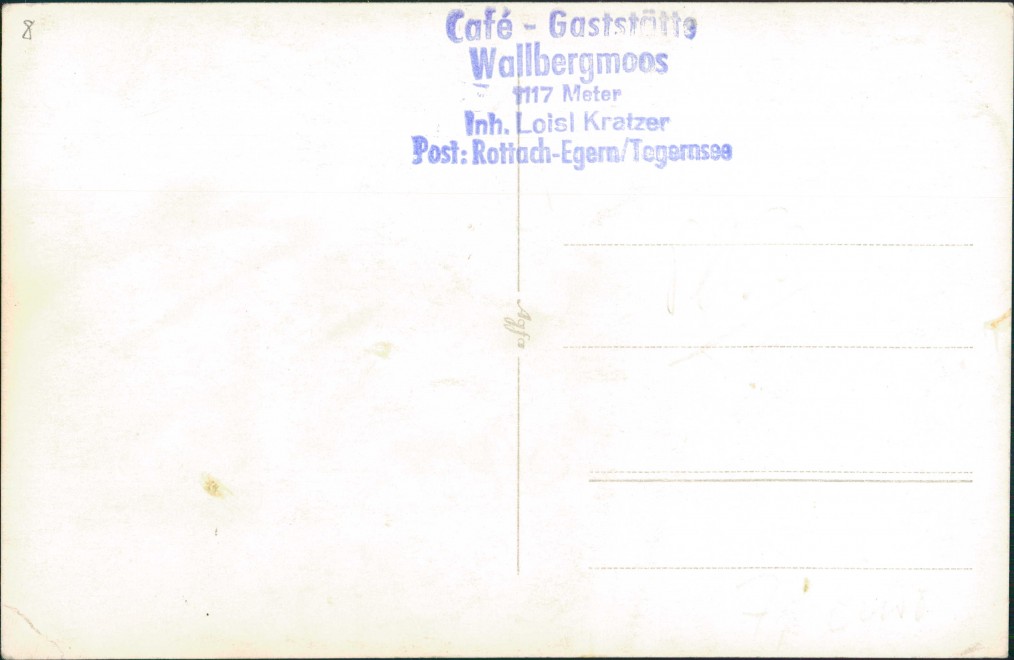 8
Café - Gaststätte
Wallbergmoos
1117 Meter
Inh. Loisl Kratzer
Post: Rottach-Egern/Tegernsee
Agfa